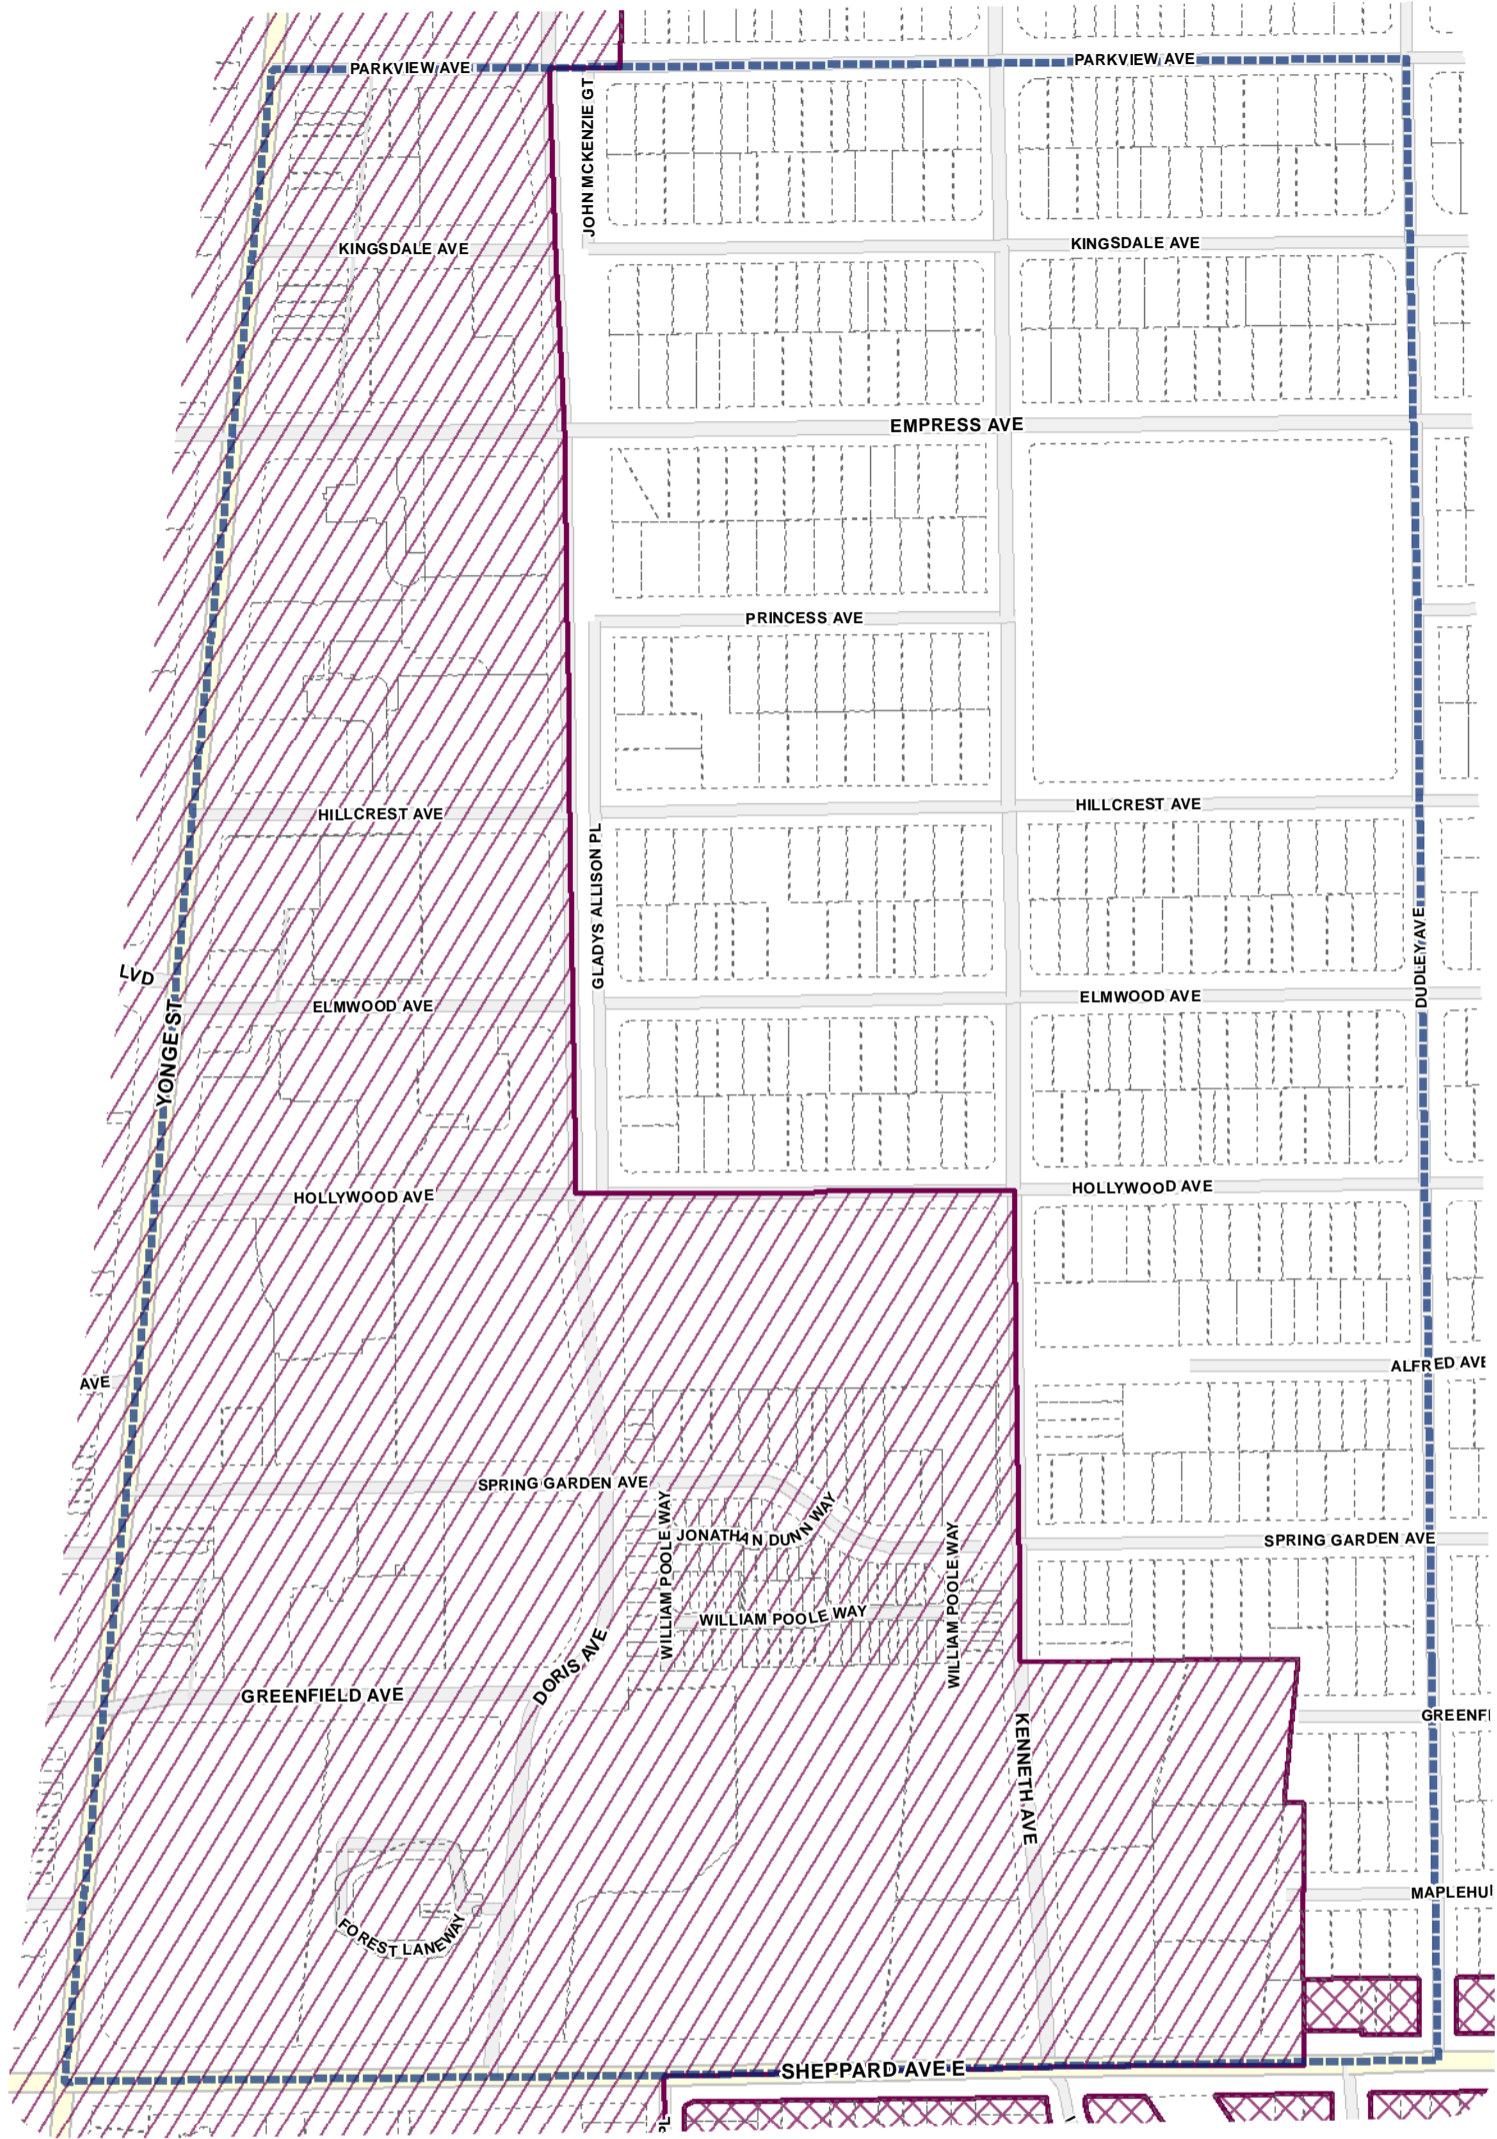 PARKVIEW AVE
PARKVIEW AVE
JOHN MCKENZIE GT
KINGSDALE AVE
KINGSDALE AVE
EMPRESS AVE
PRINCESS AVE
HILLCREST AVE
HILLCREST AVE
GLADYS ALLISON PL
DUDLEY AVE
LVD
ELMWOOD AVE
ELMWOOD AVE
YONGE ST
HOLLYWOOD AVE
HOLLYWOOD AVE
ALFRED AVE
AVE
SPRING GARDEN AVE
WILLIAM POOLE WAY
JONATHAN DUNN WAY
WILLIAM POOLE WAY
SPRING GARDEN AVE
WILLIAM POOLE WAY
DORIS AVE
GREENFIELD AVE
GREENFI
KENNETH AVE
MAPLEHU
FOREST LANEWAY
SHEPPARD AVE E
PL